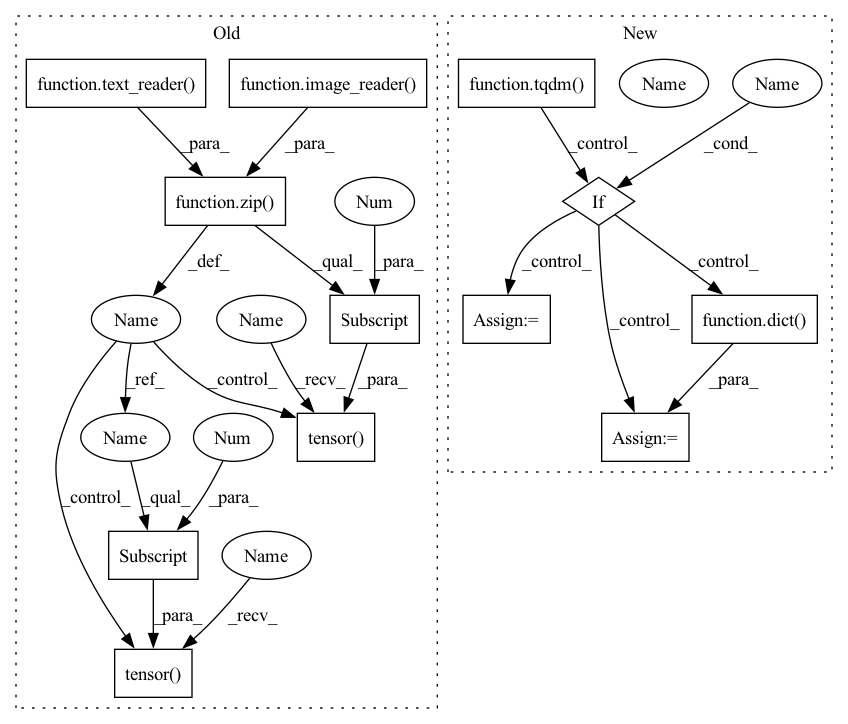 Old
New
function.text_reader()
function.image_reader()
function.tqdm()
Name
Name
_para_
_para_
_control_
_cond_
function.zip()
Num
If
_def_
_qual_
_para_
_control_
_control_
Name
Name
Subscript
Assign:=
function.dict()
_control_
_ref_
_control_
_recv_
_para_
_para_
Name
Num
tensor()
Assign:=
_control_
_qual_
_para_
Subscript
Name
_para_
_recv_
tensor()